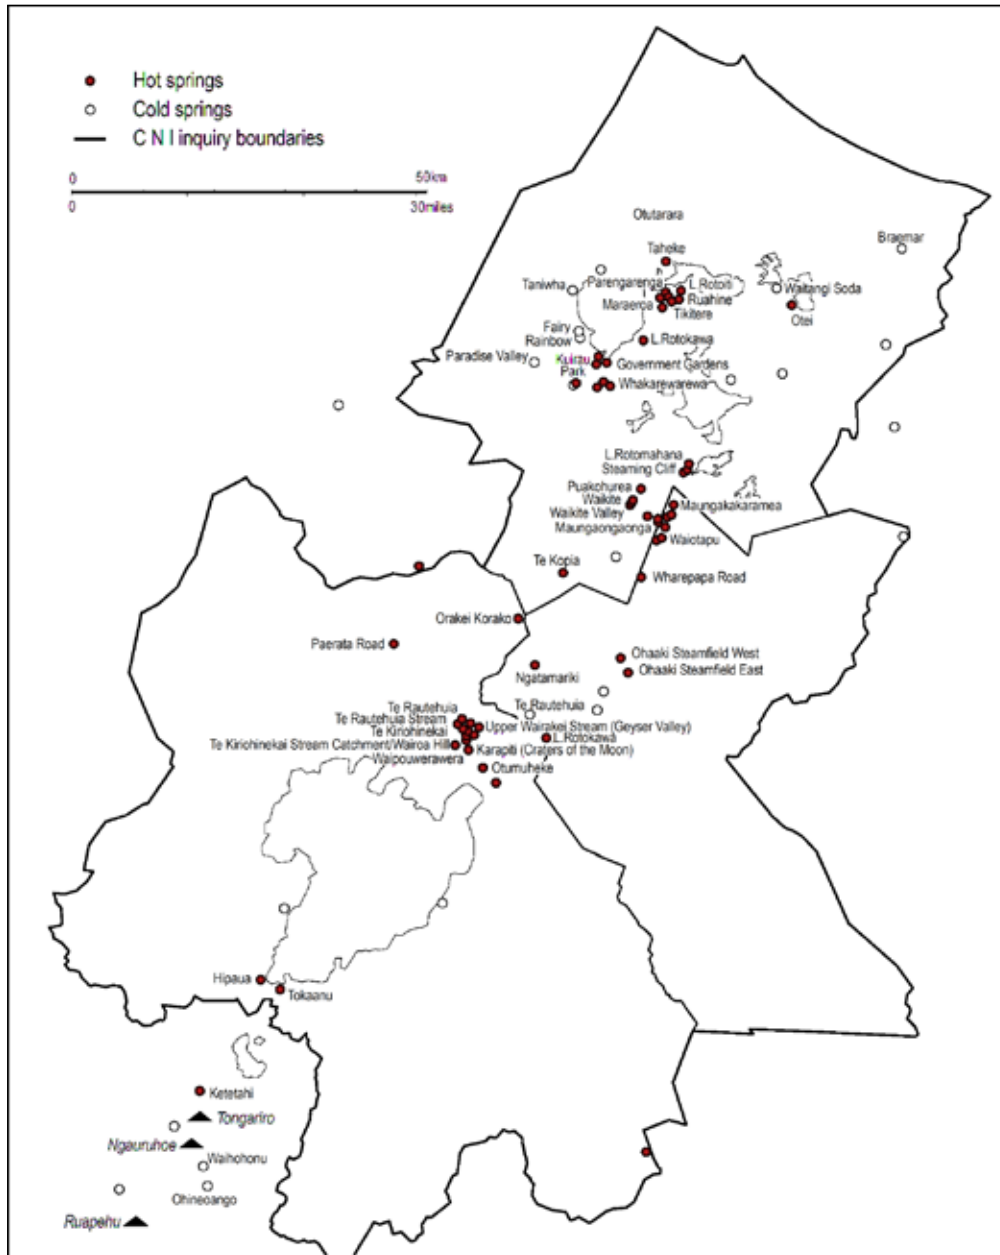 Hot springs
Cold springs
C N I inquiry boundaries
0 50km
0 30miles
Otutarara
Braemar
Taheke
Parengarenga
L.Rotoiti
Taniwha
Waitangi Soda
Maraeroa
Ruahine
Tikitere
Otei
Fairy
Rainbow
L.Rotokawa
Paradise Valley
Kuirau
Park
Government Gardens
Whakarewarewa
L.Rotomahana
Steaming Cliff
Puakohurea
Waikite
Waikite Valley
Maungakakaramea
Maungaongaonga
Waiotapu
Te Kopia
Wharepapa Road
Orakei Korako
Paerata Road
Ohaaki Steamfield West
Ohaaki Steamfield East
Ngatamariki
Te Rautehuia
Te Rautehuia
Te Rautehuia Stream
Upper Wairakei Stream (Geyser Valley)
Te Kiriohinekai
L.Rotokawa
Te Kiriohinekai Stream Catchment/Wairoa Hill
Karapiti (Craters of the Moon)
Waipouwerawera
Otumuheke
Hipaua
Tokaanu
Ketetahi
Tongariro
Ngauruhoe
Waihohonu
Ohineoango
Ruapehu